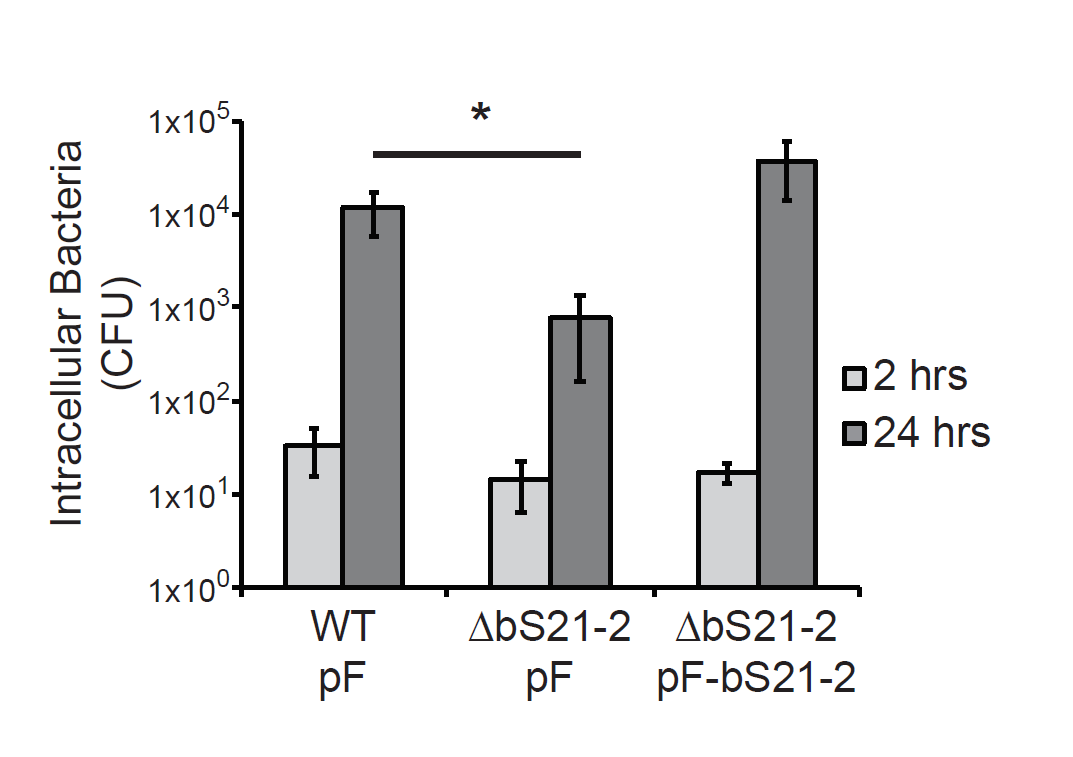 *
1x10⁵
1x10⁴
1x10³
1x10²
1x10¹
1x10⁰
Intracellular Bacteria
(CFU)
2 hrs
24 hrs
WT
pF
ΔbS21-2
pF
ΔbS21-2
pF-bS21-2